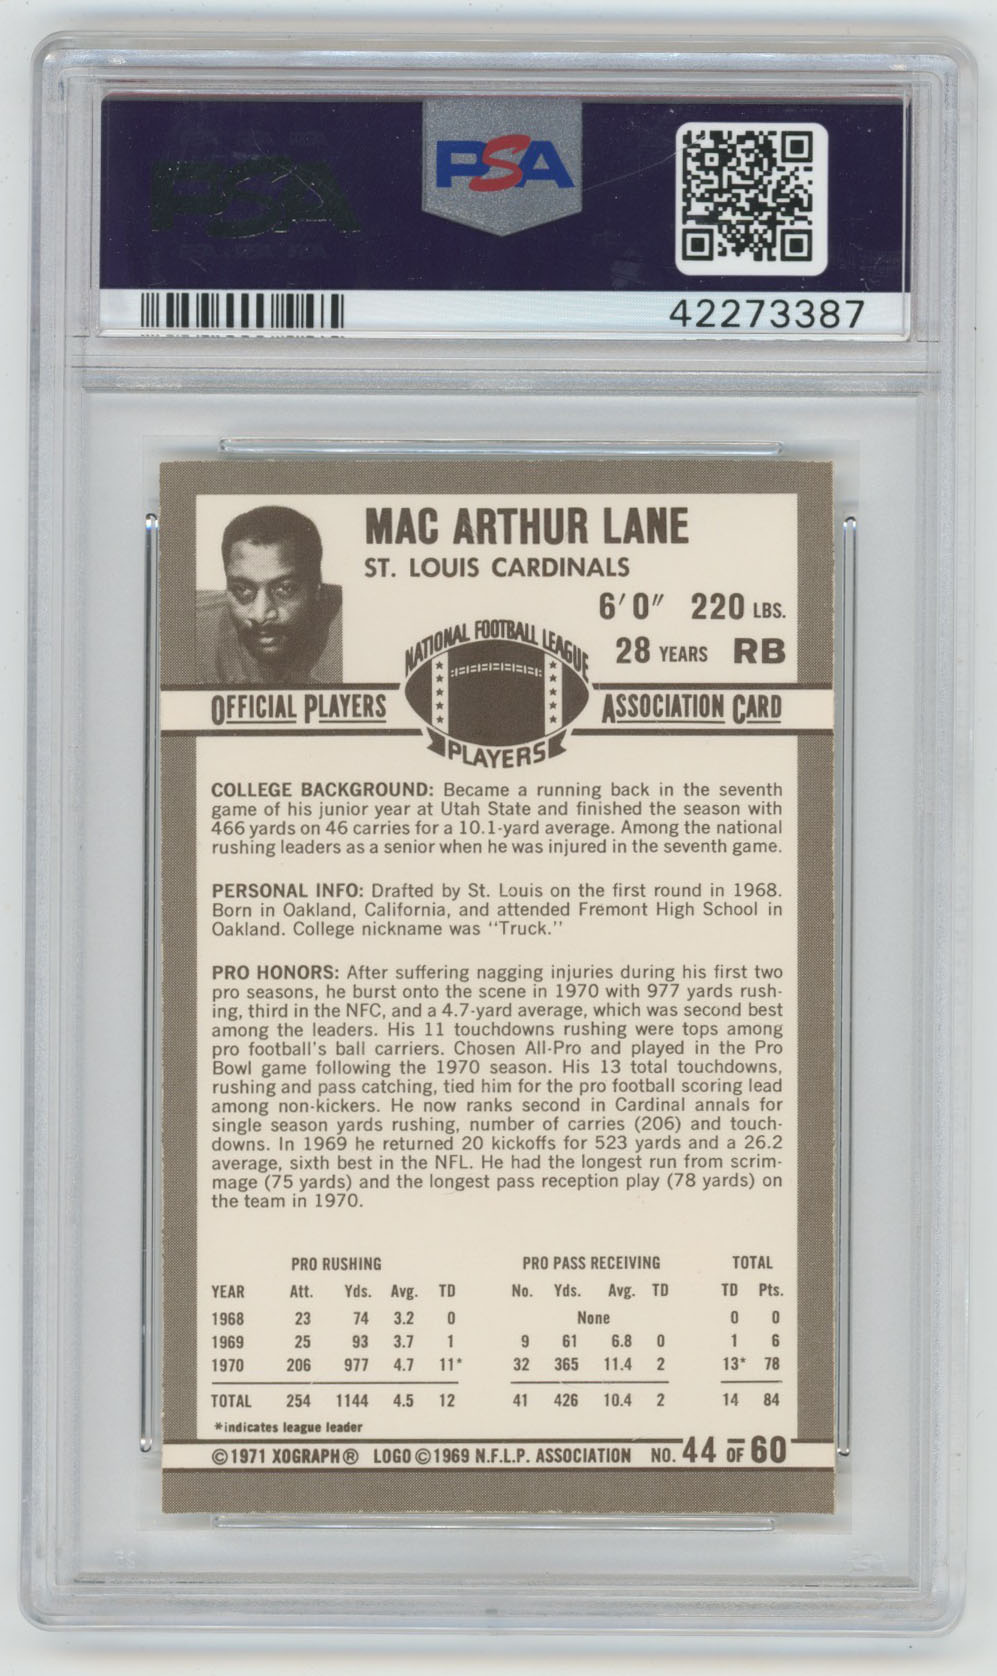 PSA
PSA
42273387
MAC ARTHUR LANE
ST. LOUIS CARDINALS
6'0" 220 LBS.
28 YEARS RB
NATIONAL FOOTBALL LEAGUE
OFFICIAL PLAYERS
ASSOCIATION CARD
PLAYERS
COLLEGE BACKGROUND: Became a running back in the seventh
game of his junior year at Utah State and finished the season with
466 yards on 46 carries for a 10.1-yard average. Among the national
rushing leaders as a senior when he was injured in the seventh game.
PERSONAL INFO: Drafted by St. Louis on the first round in 1968.
Born in Oakland, California, and attended Fremont High School in
Oakland. College nickname was "Truck."
PRO HONORS: After suffering nagging injuries during his first two
pro seasons, he burst onto the scene in 1970 with 977 yards rush-
ing, third in the NFC, and a 4.7-yard average, which was second best
among the leaders. His 11 touchdowns rushing were tops among
pro football's ball carriers. Chosen All-Pro and played in the Pro
Bowl game following the 1970 season. His 13 total touchdowns,
rushing and pass catching, tied him for the pro football scoring lead
among non-kickers. He now ranks second in Cardinal annals for
single season yards rushing, number of carries (206) and touch-
downs. In 1969 he returned 20 kickoffs for 523 yards and a 26.2
average, sixth best in the NFL. He had the longest run from scrim-
mage (75 yards) and the longest pass reception play (78 yards) on
the team in 1970.
PRO RUSHING PRO PASS RECEIVING TOTAL
YEAR Att. Yds. Avg. TD No. Yds. Avg. TD TD Pts.
1968 23 74 3.2 0 None 0 0
1969 25 93 3.7 1 9 61 6.8 0 1 6
1970 206 977 4.7 11* 32 365 11.4 2 13* 78
TOTAL 254 1144 4.5 12 41 426 10.4 2 14 84
*indicates league leader
©1971 XOGRAPH® LOGO ©1969 N.F.L.P. ASSOCIATION NO. 44 OF 60